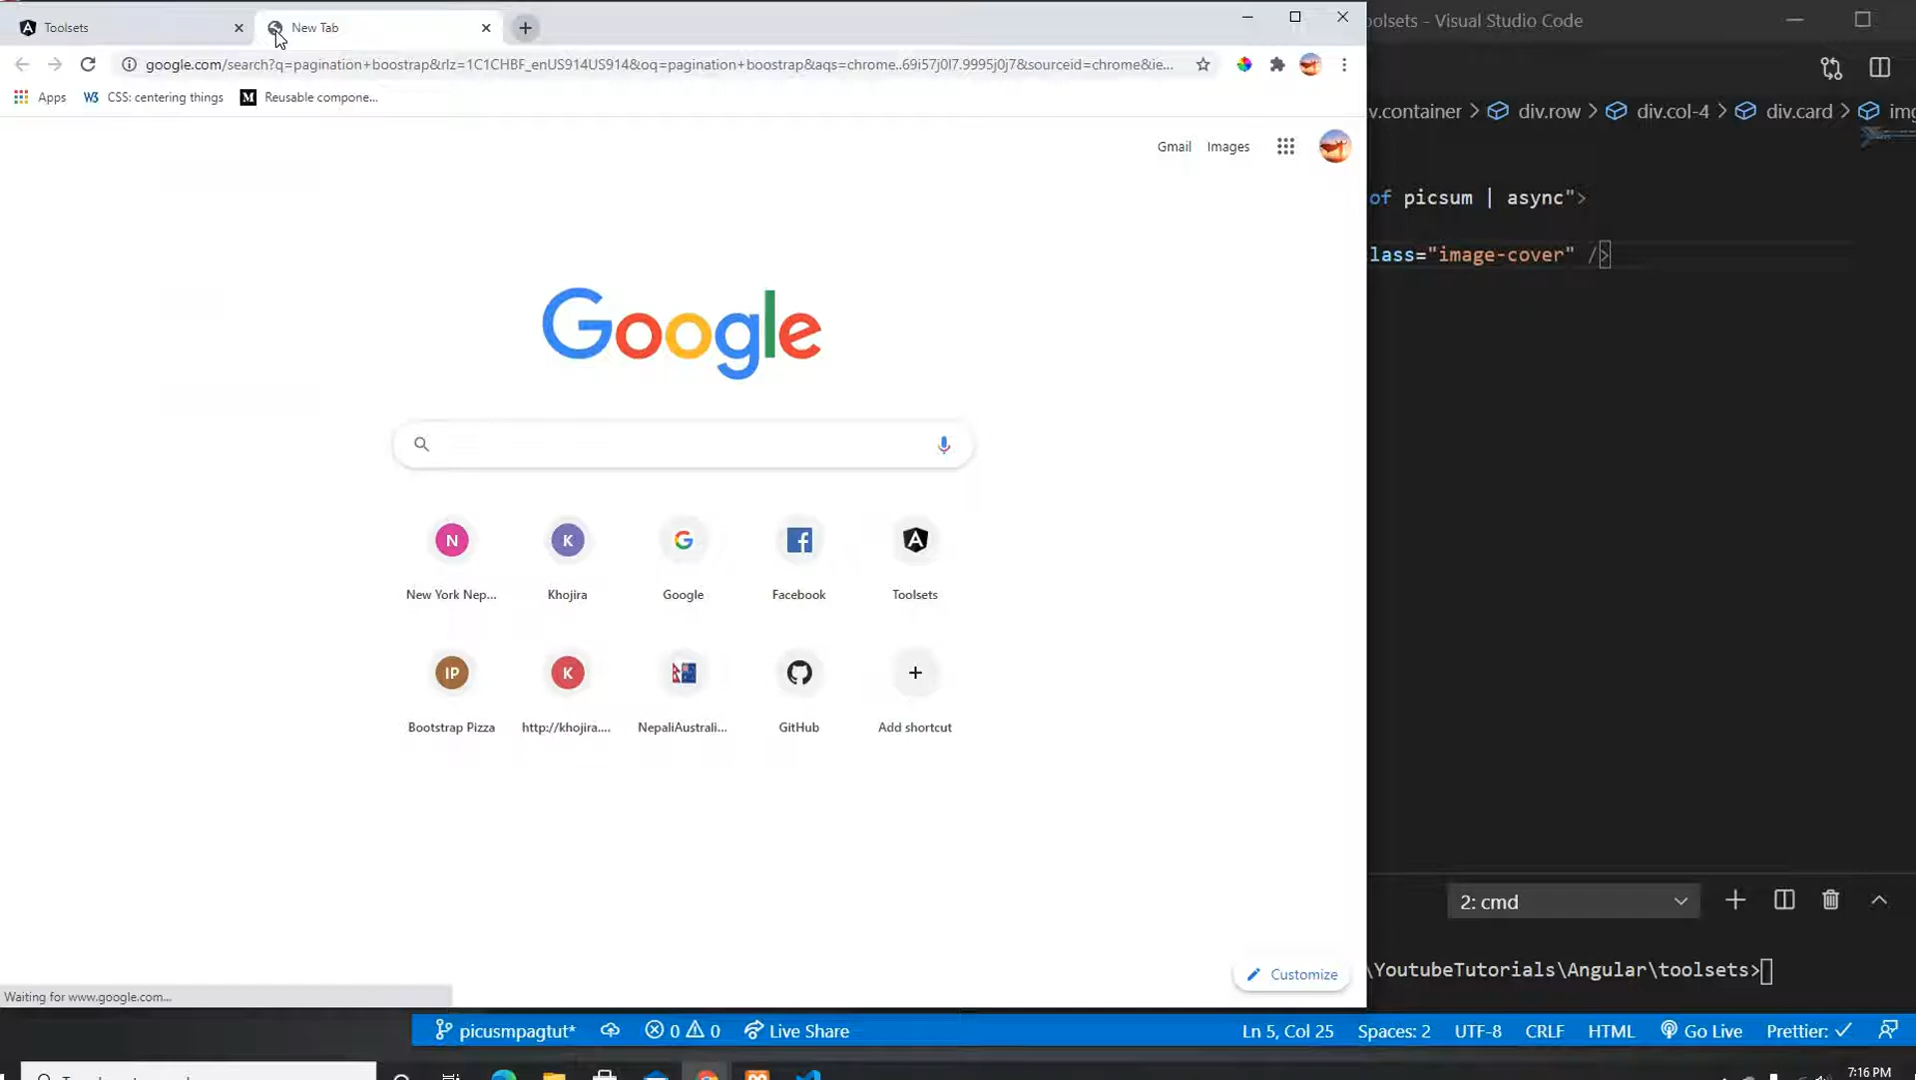 Toolsets
New Tab
oolsets - Visual Studio Code
google.com/search?q=pagination+boostrap&rlz=1C1CHBF_enUS914US914&oq=pagination+boostrap&aqs=chrome..69i57j0l7.9995j0j7&sourceid=chrome&ie...
Apps
CSS: centering things
Reusable compone...
v.container > div.row > div.col-4 > div.card > img
Gmail
Images
of picsum | async">
lass="image-cover" />
Google
N
K
G
New York Nep...
Khojira
Google
Facebook
Toolsets
IP
K
Bootstrap Pizza
http://khojira....
NepaliAustrali...
GitHub
Add shortcut
2: cmd
Customize
\YoutubeTutorials\Angular\toolsets>
Waiting for www.google.com...
picusmpagtut*
0
0
Live Share
Ln 5, Col 25
Spaces: 2
UTF-8
CRLF
HTML
Go Live
Prettier: ✓
7:16 PM